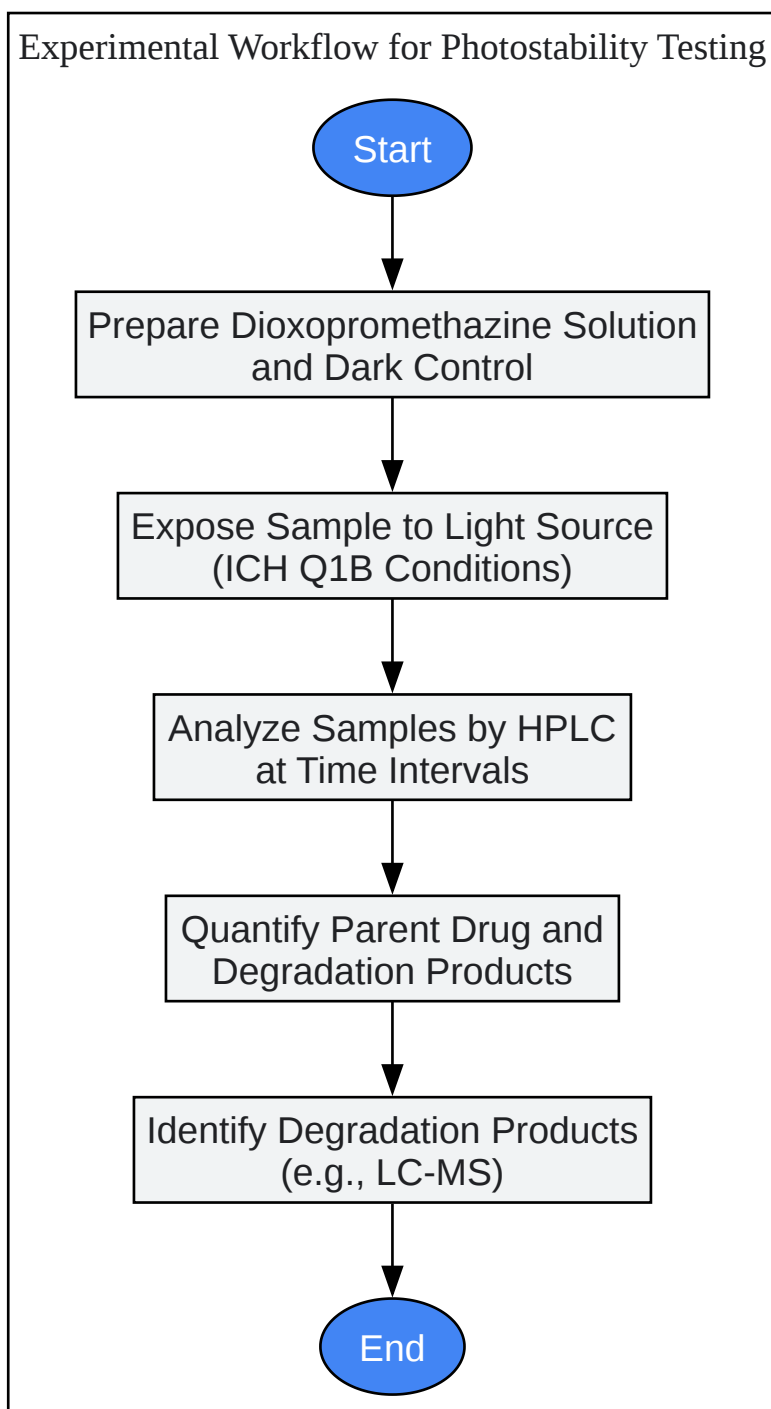 Experimental Workflow for Photostability Testing
Start
Prepare Dioxopromethazine Solution
and Dark Control
Expose Sample to Light Source
(ICH Q1B Conditions)
Analyze Samples by HPLC
at Time Intervals
Quantify Parent Drug and
Degradation Products
Identify Degradation Products
(e.g., LC-MS)
End